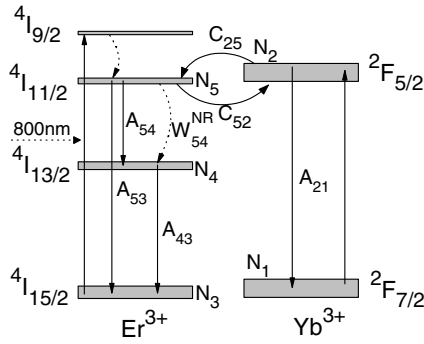 ⁴I₉/₂
C₂₅
N₂
²F₅/₂
⁴I₁₁/₂
N₅
C₅₂
A₅₄
W₅₄ᴺᴿ
800nm
⁴I₁₃/₂
N₄
A₅₃
A₂₁
A₄₃
N₁
⁴I₁₅/₂
N₃
²F₇/₂
Er³⁺
Yb³⁺